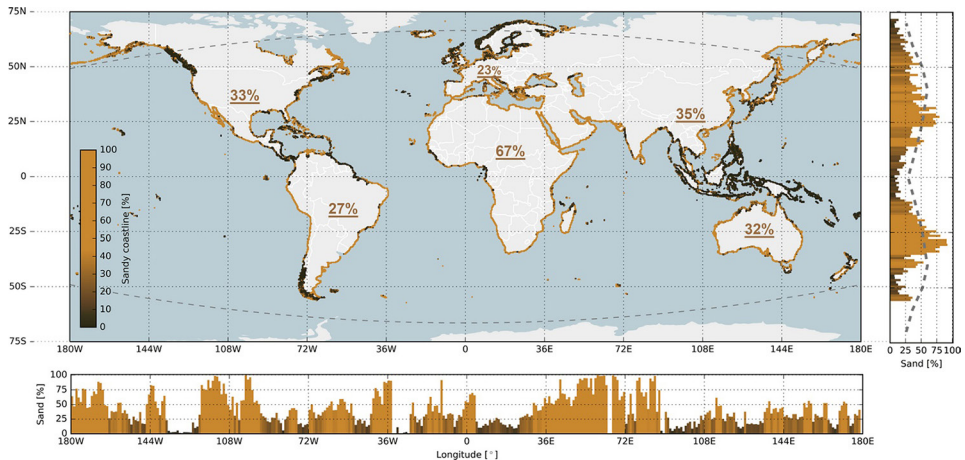 75N
50N
25N
0
25S
50S
75S
180W 144W 108W 72W 36W 0 36E 72E 108E 144E 180E
33%
23%
35%
67%
27%
32%
100
90
80
70
60
50
40
30
20
10
0
Sandy coastline [%]
0 25 50 75 100
Sand [%]
Sand [%]
100
75
50
25
0
180W 144W 108W 72W 36W 0 36E 72E 108E 144E 180E
Longitude [°]